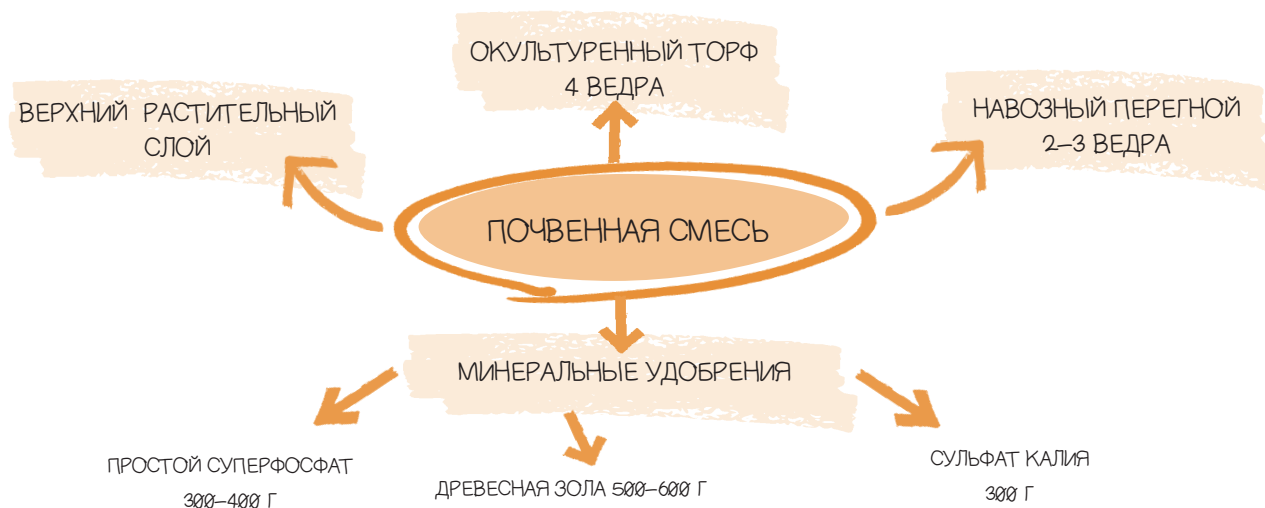 ОКУЛЬТУРЕННЫЙ ТОРФ
4 ВЕДРА
ВЕРХНИЙ РАСТИТЕЛЬНЫЙ
СЛОЙ
НАВОЗНЫЙ ПЕРЕГНОЙ
2–3 ВЕДРА
ПОЧВЕННАЯ СМЕСЬ
МИНЕРАЛЬНЫЕ УДОБРЕНИЯ
ПРОСТОЙ СУПЕРФОСФАТ
300–400 Г
ДРЕВЕСНАЯ ЗОЛА 500–600 Г
СУЛЬФАТ КАЛИЯ
300 Г